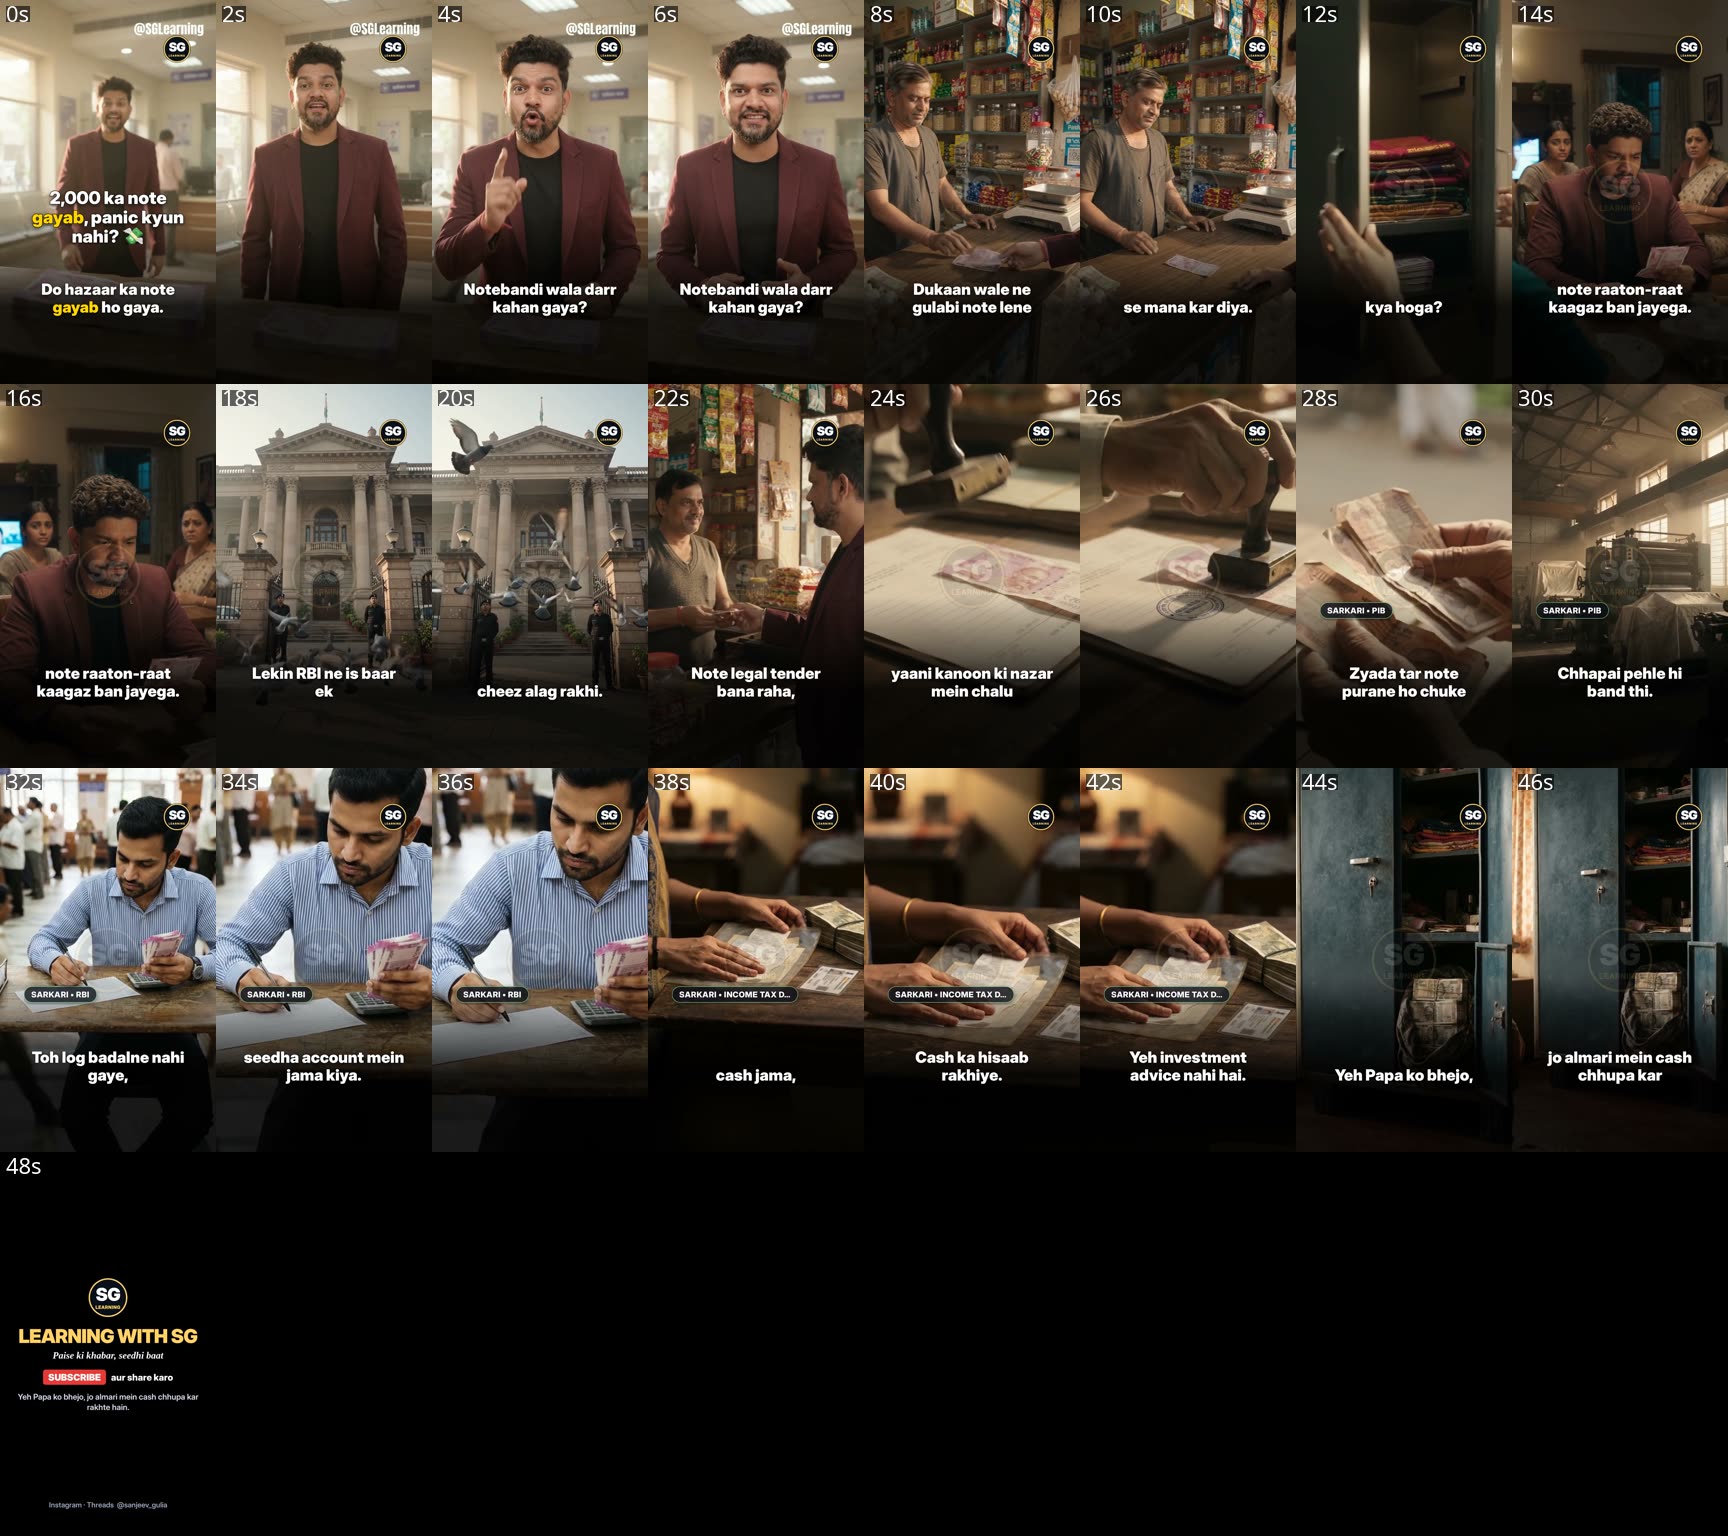 0s
@SGLearning
SG
2,000 ka note
gayab, panic kyun
nahi? 💸
Do hazaar ka note
gayab ho gaya.
2s
@SGLearning
SG
4s
@SGLearning
SG
Notebandi wala darr
kahan gaya?
6s
@SGLearning
SG
Notebandi wala darr
kahan gaya?
8s
SG
Dukaan wale ne
gulabi note lene
10s
SG
se mana kar diya.
12s
SG
kya hoga?
14s
SG
LEARNING
note raaton-raat
kaagaz ban jayega.
16s
SG
note raaton-raat
kaagaz ban jayega.
18s
SG
Lekin RBI ne is baar
ek
20s
SG
cheez alag rakhi.
22s
SG
Note legal tender
bana raha,
24s
SG
SG
LEARNING
yaani kanoon ki nazar
mein chalu
26s
SG
28s
SG
SG
LEARNING
SARKARI • PIB
Zyada tar note
purane ho chuke
30s
SG
SG
SARKARI • PIB
Chhapai pehle hi
band thi.
32s
SG
SARKARI • RBI
Toh log badalne nahi
gaye,
34s
SG
SARKARI • RBI
seedha account mein
jama kiya.
36s
SG
SARKARI • RBI
38s
SG
SARKARI • INCOME TAX D...
cash jama,
40s
SG
SARKARI • INCOME TAX D...
Cash ka hisaab
rakhiye.
42s
SG
SARKARI • INCOME TAX D...
Yeh investment
advice nahi hai.
44s
SG
SG
LEARNING
Yeh Papa ko bhejo,
46s
SG
SG
LEARNING
jo almari mein cash
chhupa kar
48s
SG
LEARNING
LEARNING WITH SG
Paise ki khabar, seedhi baat
SUBSCRIBE aur share karo
Yeh Papa ko bhejo, jo almari mein cash chhupa kar
rakhte hain.
Instagram · Threads @sanjeev_gulia